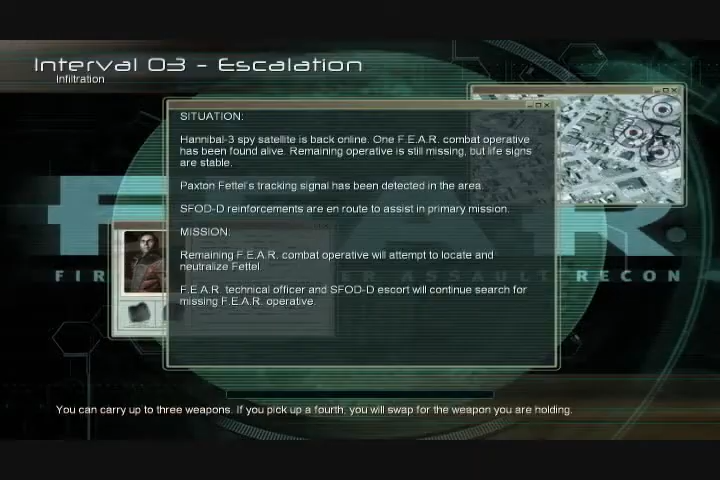 Interval 03 - Escalation
Infiltration
SITUATION:
Hannibal-3 spy satellite is back online. One F.E.A.R. combat operative
has been found alive. Remaining operative is still missing, but life signs
are stable.
Paxton Fettel's tracking signal has been detected in the area.
SFOD-D reinforcements are en route to assist in primary mission.
MISSION:
Remaining F.E.A.R. combat operative will attempt to locate and
neutralize Fettel.
F.E.A.R. technical officer and SFOD-D escort will continue search for
missing F.E.A.R. operative.
F.E.A.R.
FIR ER ASSAULT RECON
You can carry up to three weapons. If you pick up a fourth, you will swap for the weapon you are holding.